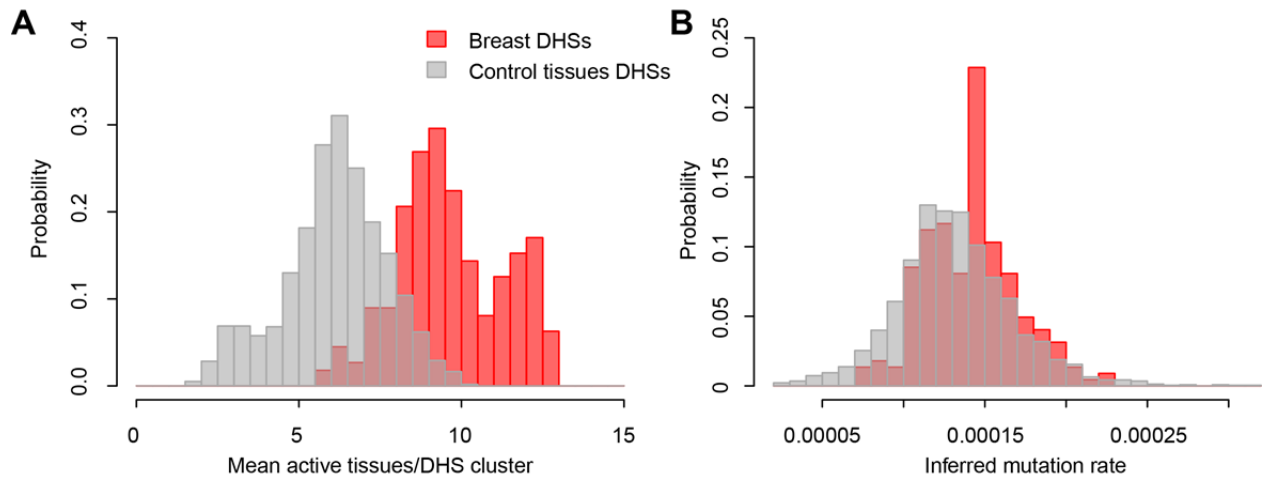 A
Probability
0.0
0.1
0.2
0.3
0.4
0
5
10
15
Mean active tissues/DHS cluster
Breast DHSs
Control tissues DHSs
B
Probability
0
0.05
0.1
0.15
0.2
0.25
0.00005
0.00015
0.00025
Inferred mutation rate